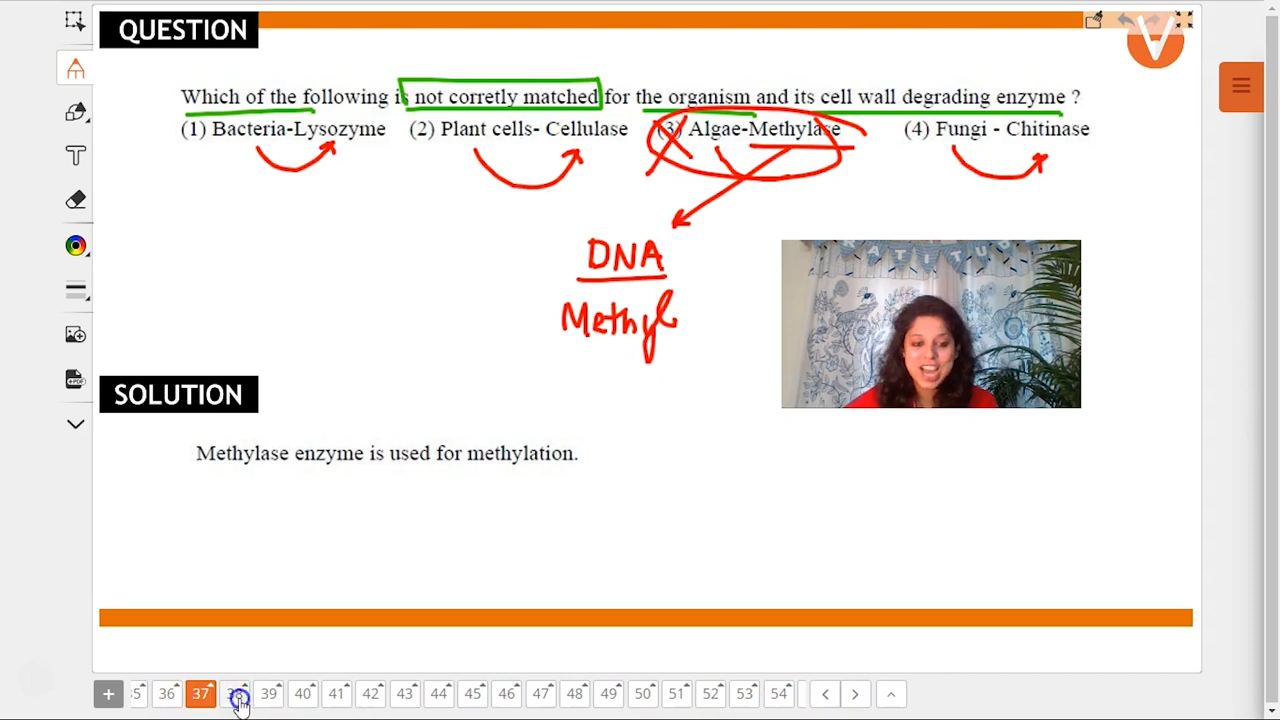 QUESTION
Which of the following is not corretly matched for the organism and its cell wall degrading enzyme ?
(1) Bacteria-Lysozyme (2) Plant cells- Cellulase (3) Algae-Methylase (4) Fungi - Chitinase
DNA
Methyl
GRATITUD
SOLUTION
Methylase enzyme is used for methylation.
36 37 38 39 40 41 42 43 44 45 46 47 48 49 50 51 52 53 54